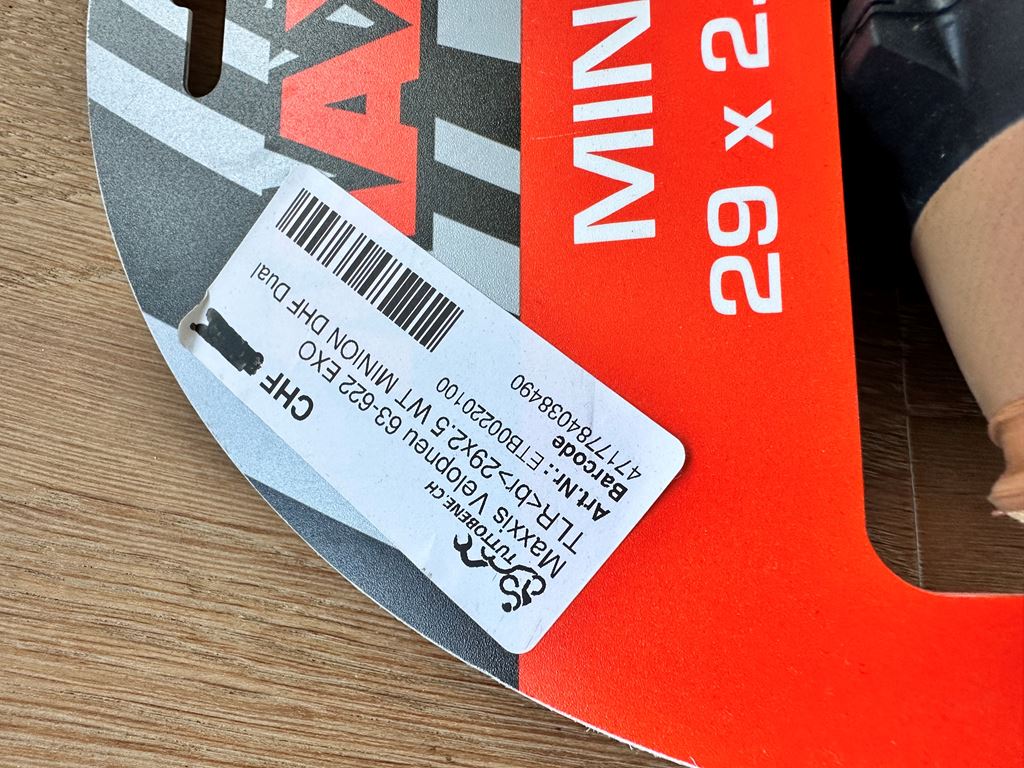 MIN
29 x 2.
TUTTOBENE.CH
Maxxis Velopneu 63-622 EXO
TLR<br>29x2.5 WT MINION DHF Dual
Art.Nr.: ETB00220100
Barcode
4717784038490
CHF